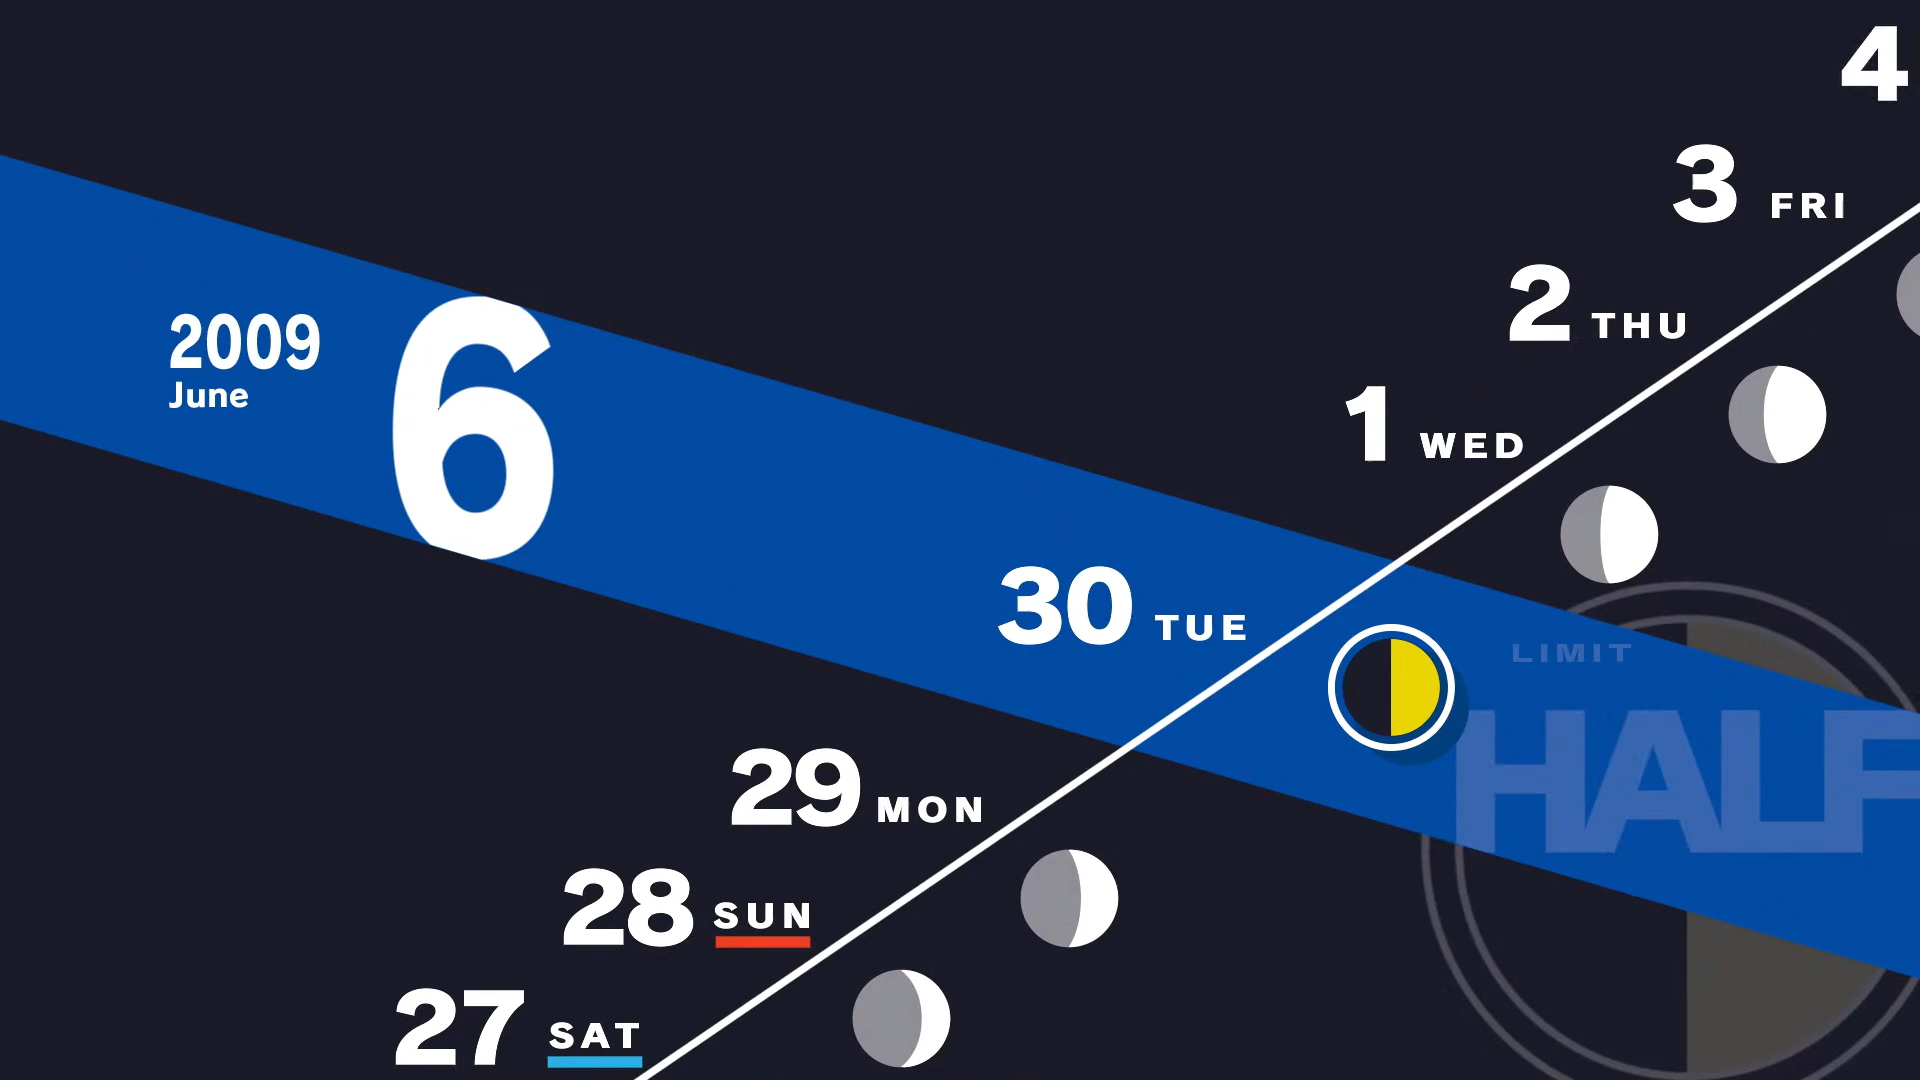 2009
June
6
4
3 FRI
2 THU
1 WED
30 TUE
LIMIT
HALF
29 MON
28 SUN
27 SAT